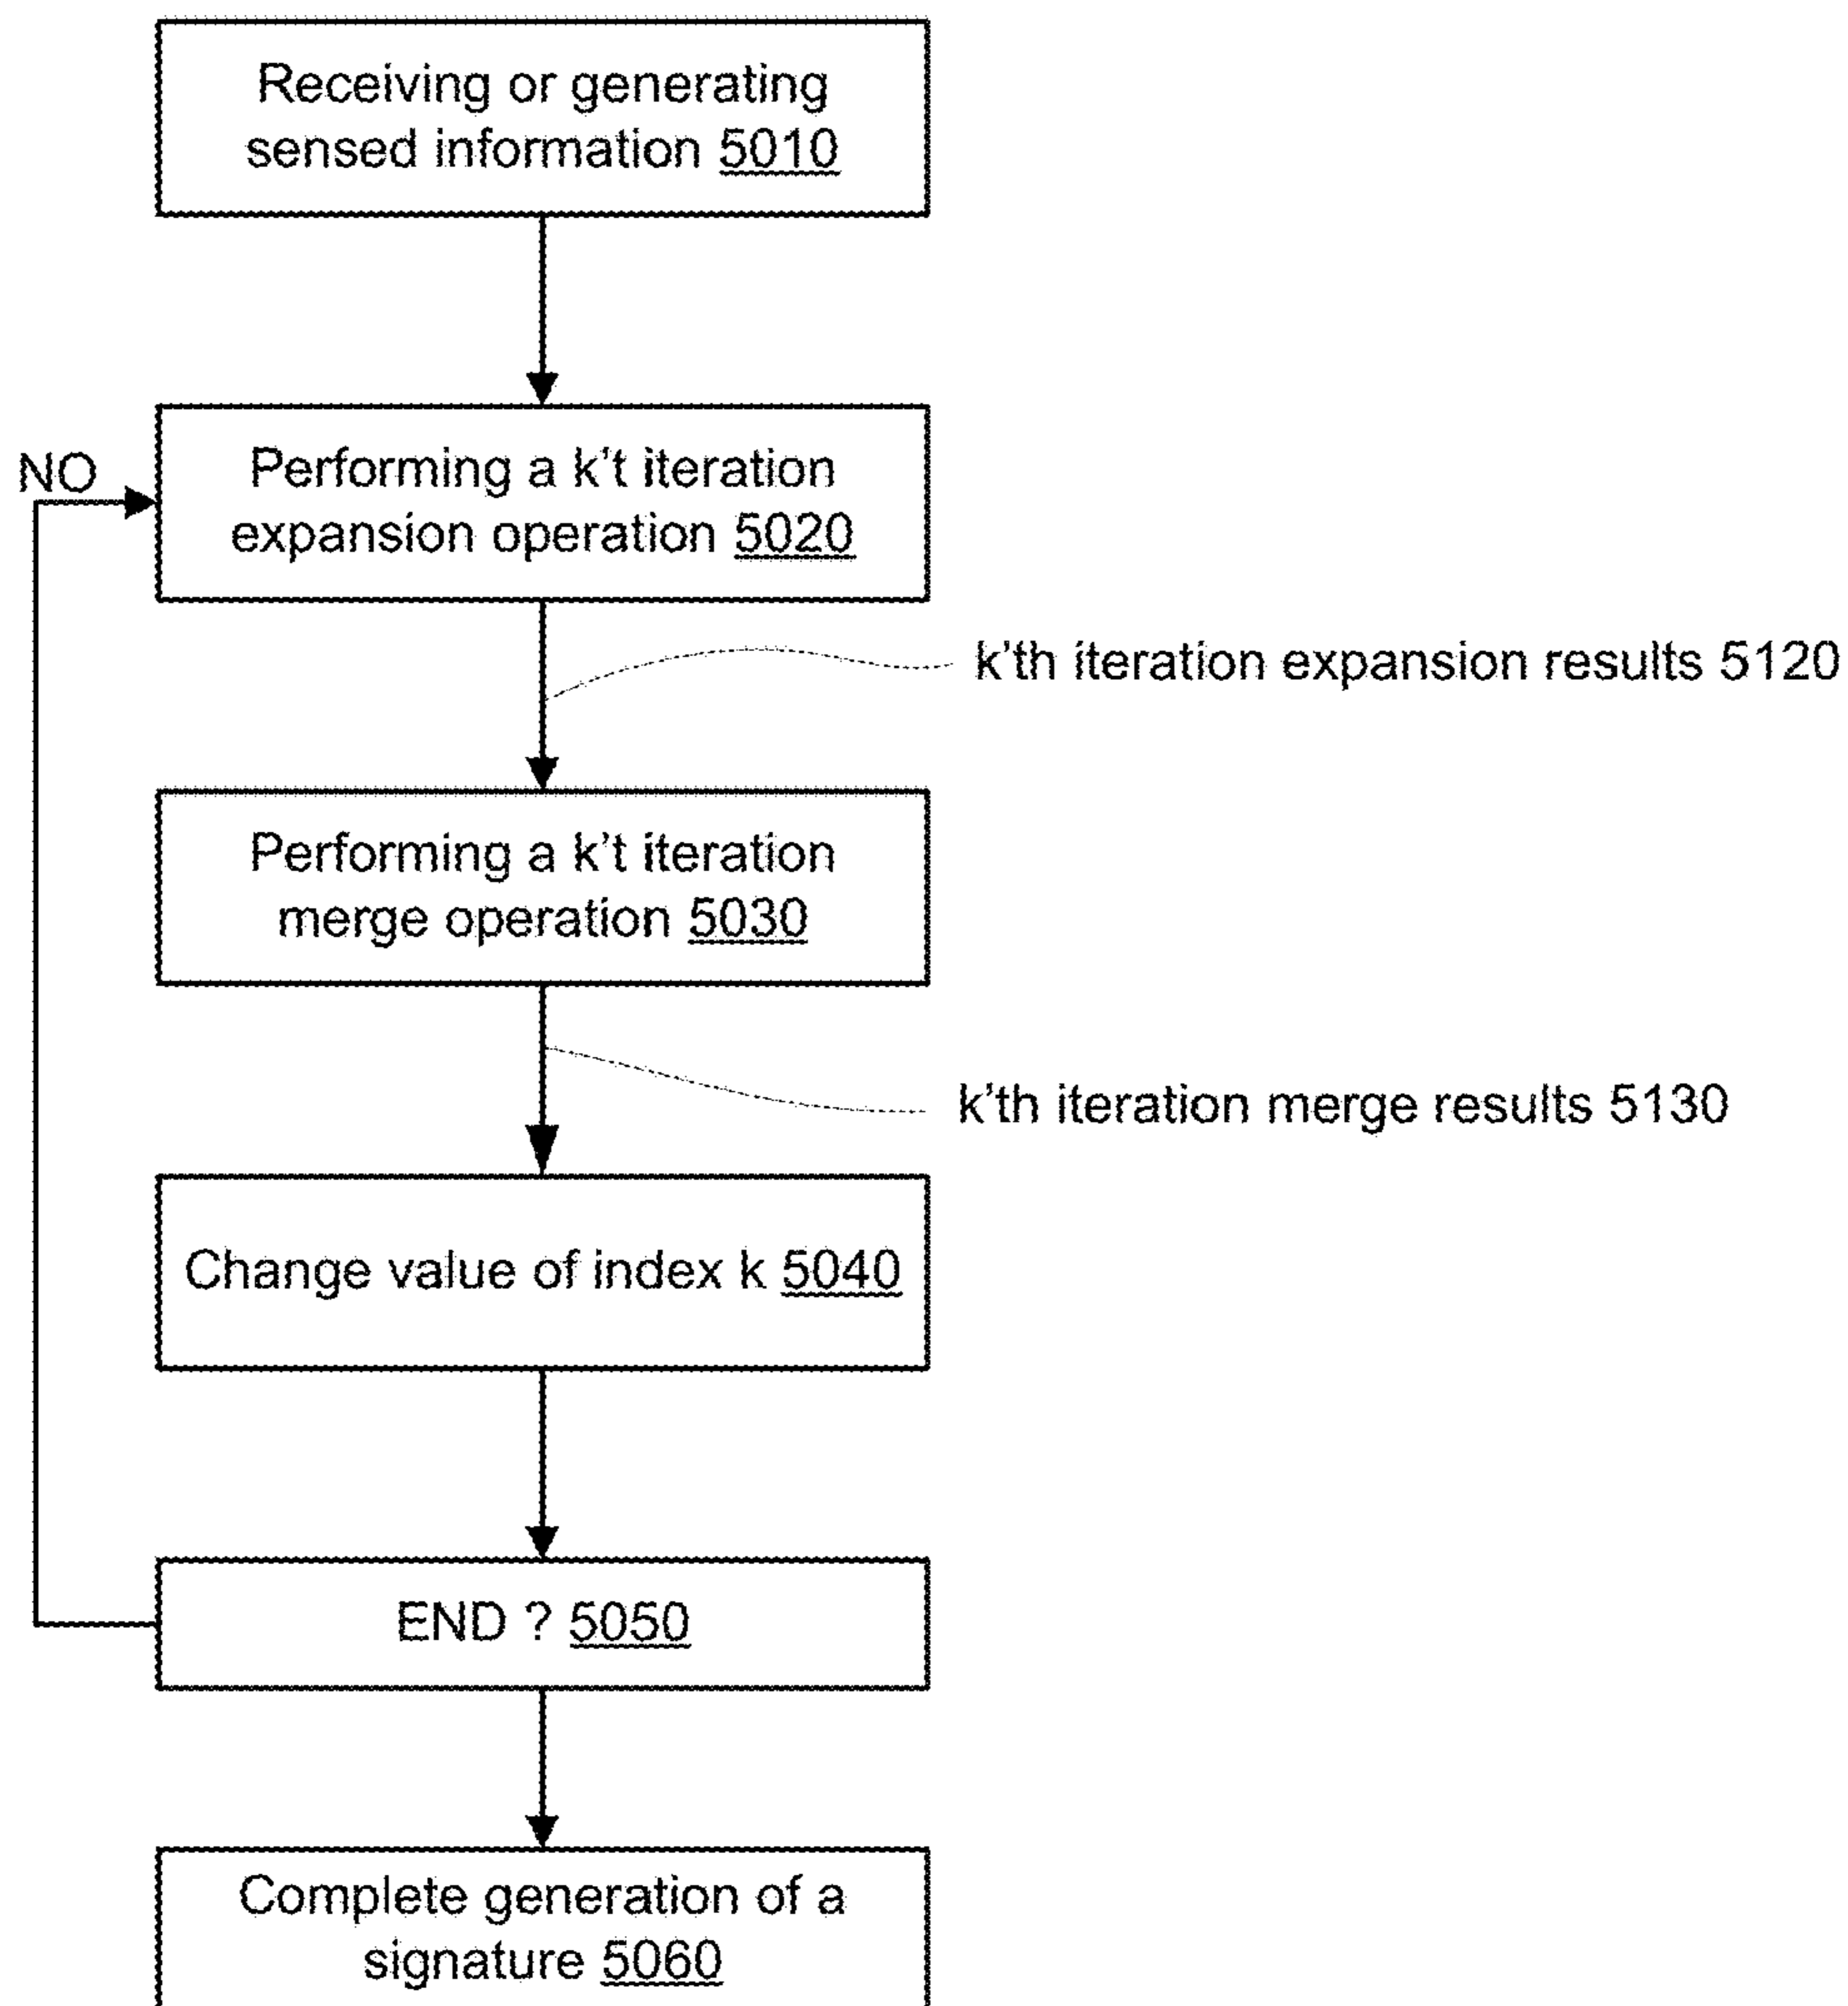 Receiving or generating
sensed information 5010
NO
Performing a k't iteration
expansion operation 5020
k'th iteration expansion results 5120
Performing a k't iteration
merge operation 5030
k'th iteration merge results 5130
Change value of index k 5040
END ? 5050
Complete generation of a
signature 5060